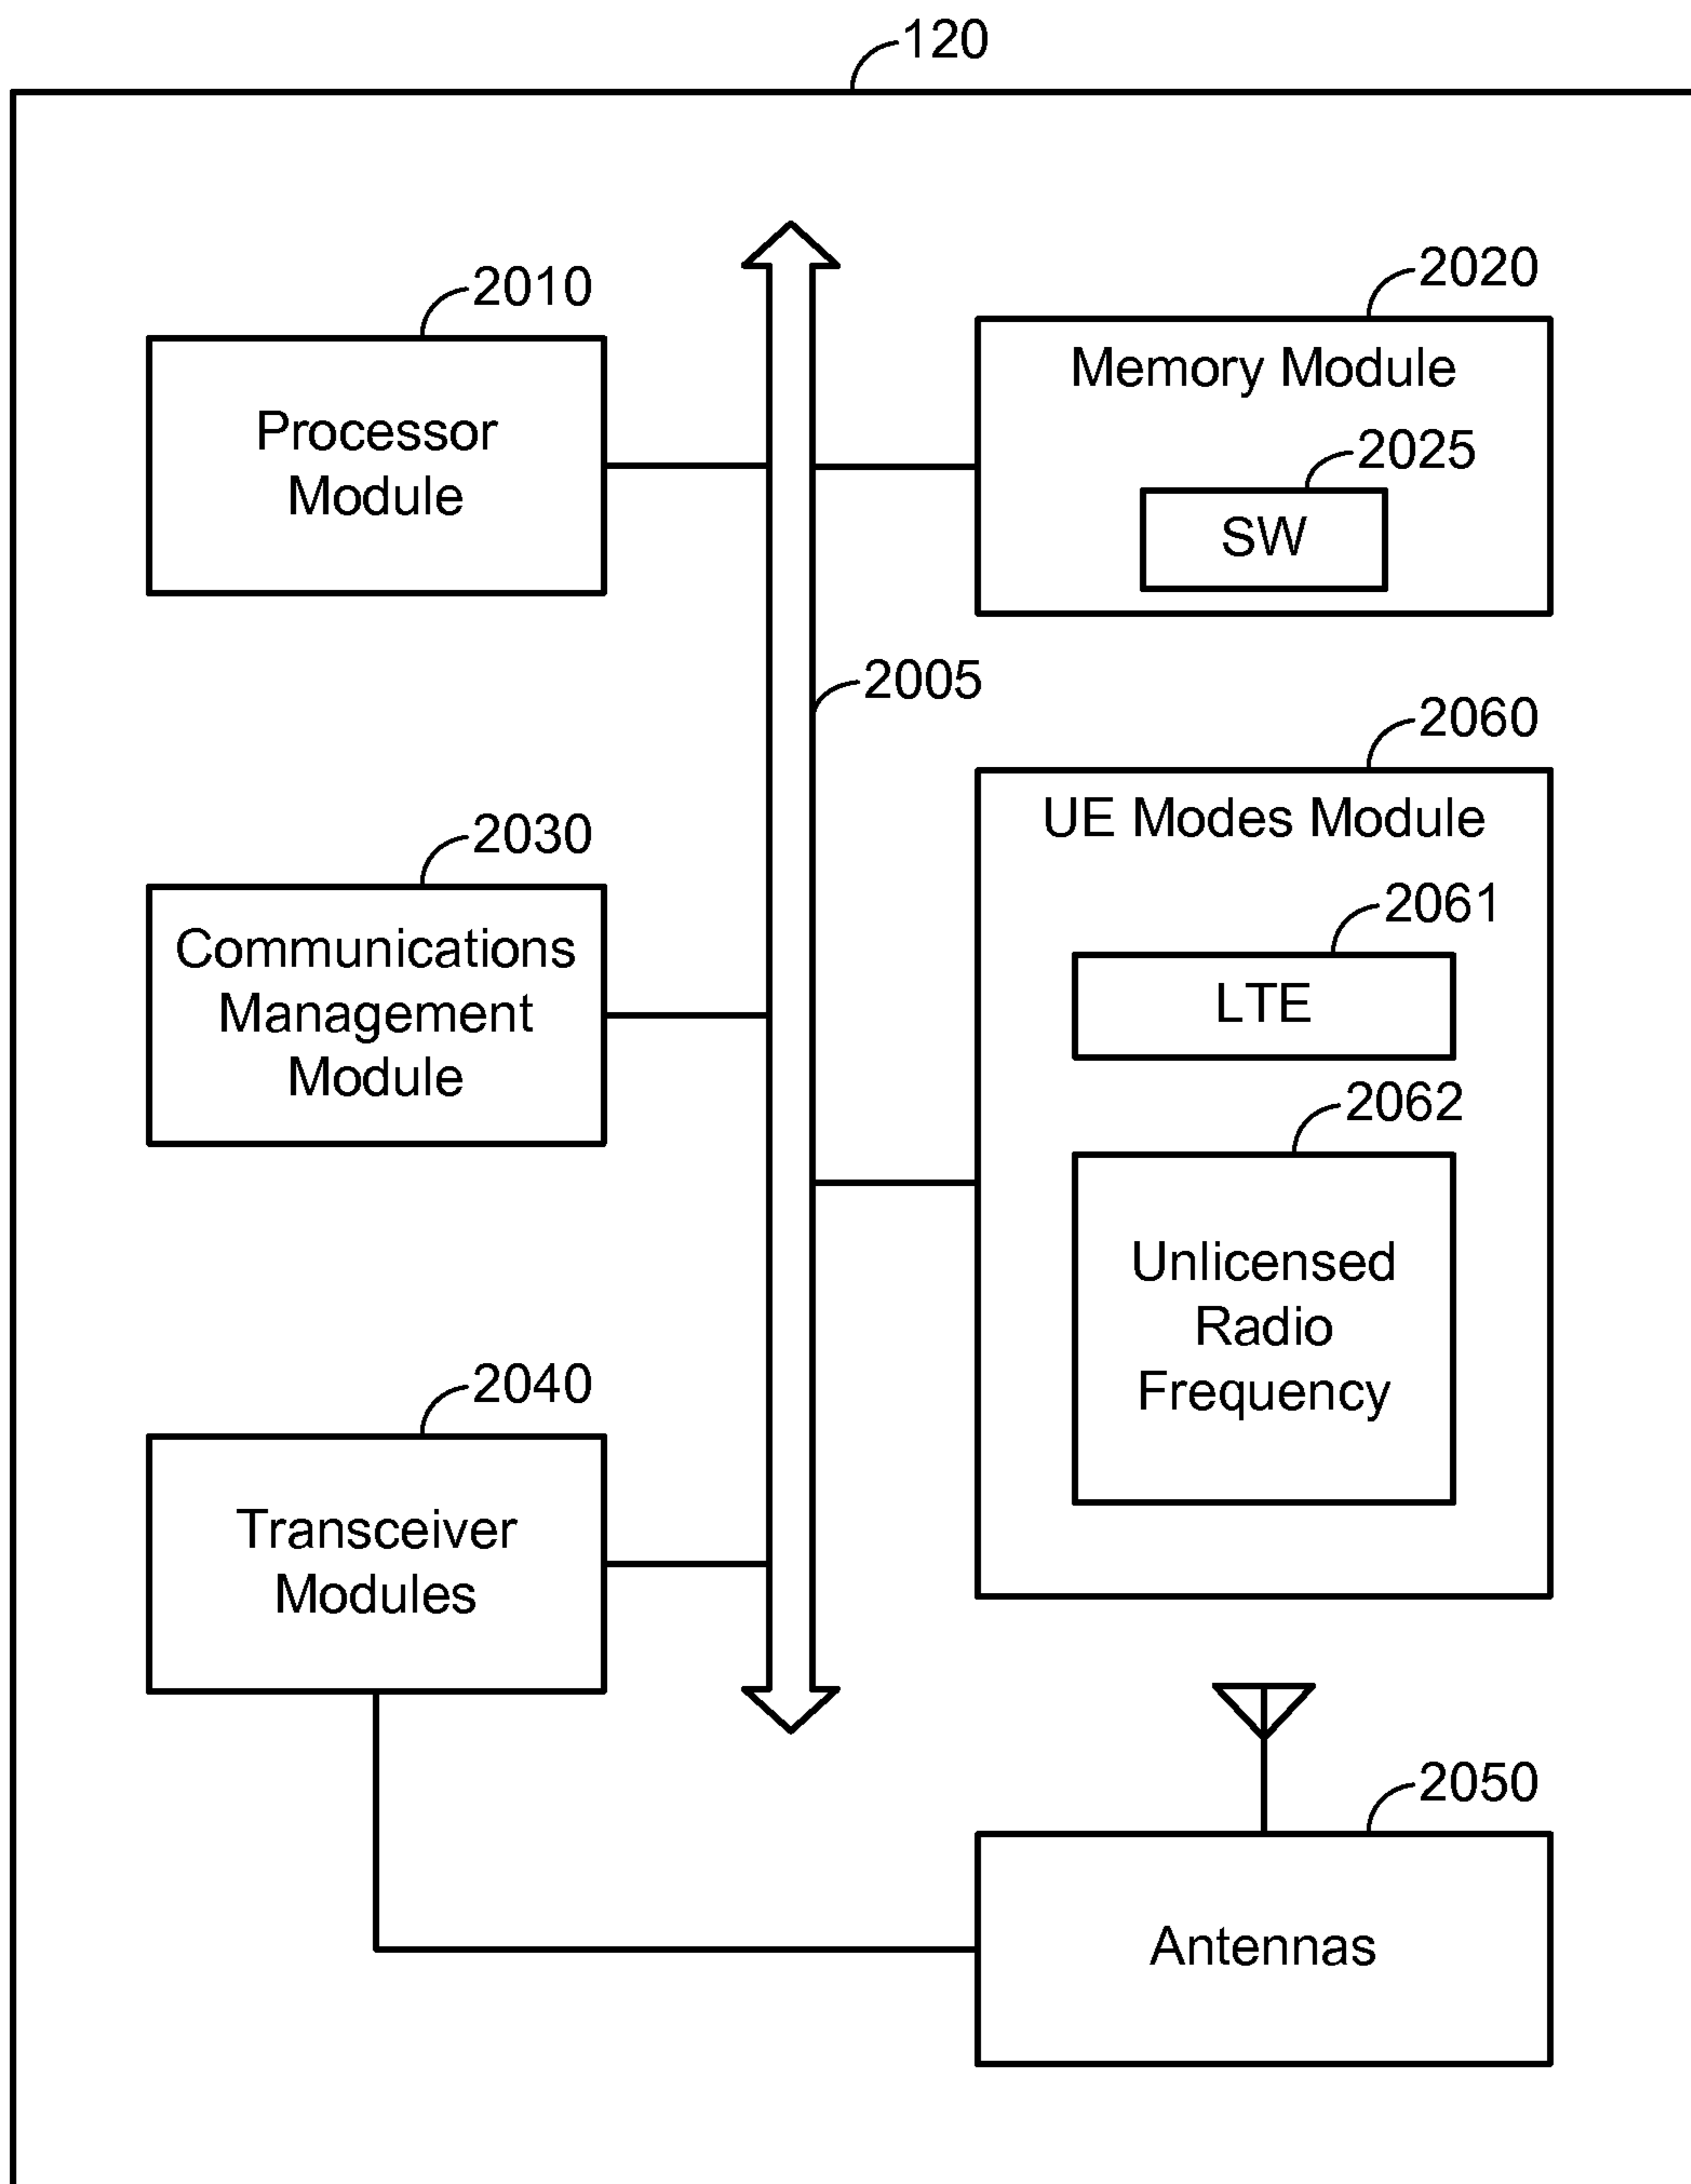 120
2010
Processor
Module
2020
Memory Module
2025
SW
2005
2030
Communications
Management
Module
2060
UE Modes Module
2061
LTE
2062
Unlicensed
Radio
Frequency
2040
Transceiver
Modules
2050
Antennas